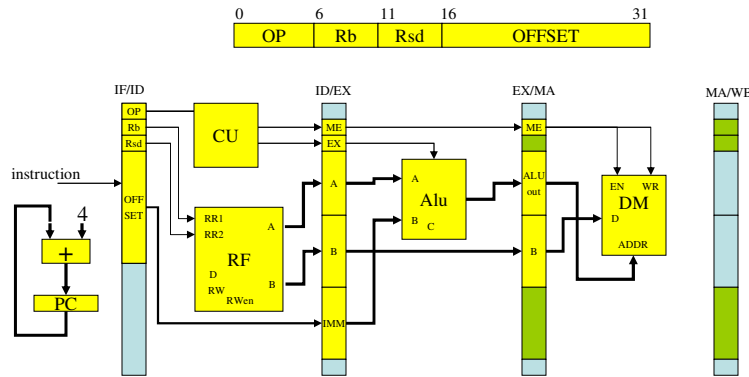 0 6 11 16 31
OP Rb Rsd OFFSET
IF/ID ID/EX EX/MA MA/WB
OP
Rb
Rsd
CU
ME
EX
ME
instruction
OFF
SET
4
+
PC
RR1
RR2
A
RF
D
RW
RWen
B
A
B
IMM
A
Alu
B
C
ALU
out
B
EN WR
DM
D
ADDR